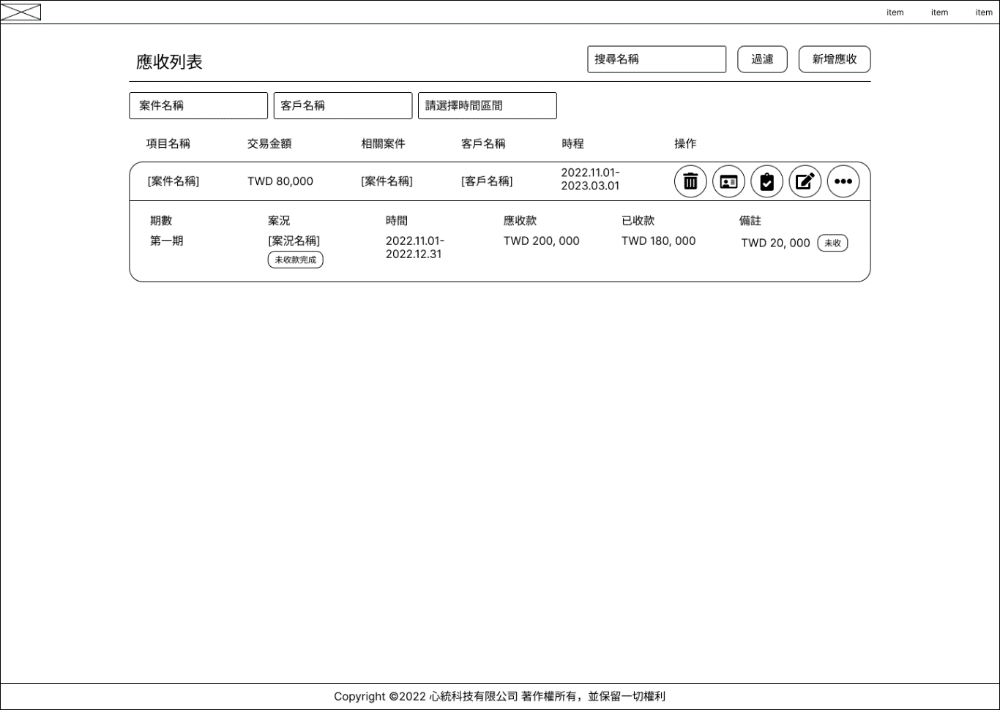 item item item
應收列表
搜尋名稱
過濾
新增應收
案件名稱
客戶名稱
請選擇時間區間
項目名稱 交易金額 相關案件 客戶名稱 時程 操作
[案件名稱] TWD 80,000 [案件名稱] [客戶名稱] 2022.11.01-
2023.03.01
期數 案況 時間 應收款 已收款 備註
第一期 [案況名稱] 2022.11.01- TWD 200, 000 TWD 180, 000 TWD 20, 000 未收
2022.12.31
未收款完成
Copyright ©2022 心統科技有限公司 著作權所有，並保留一切權利